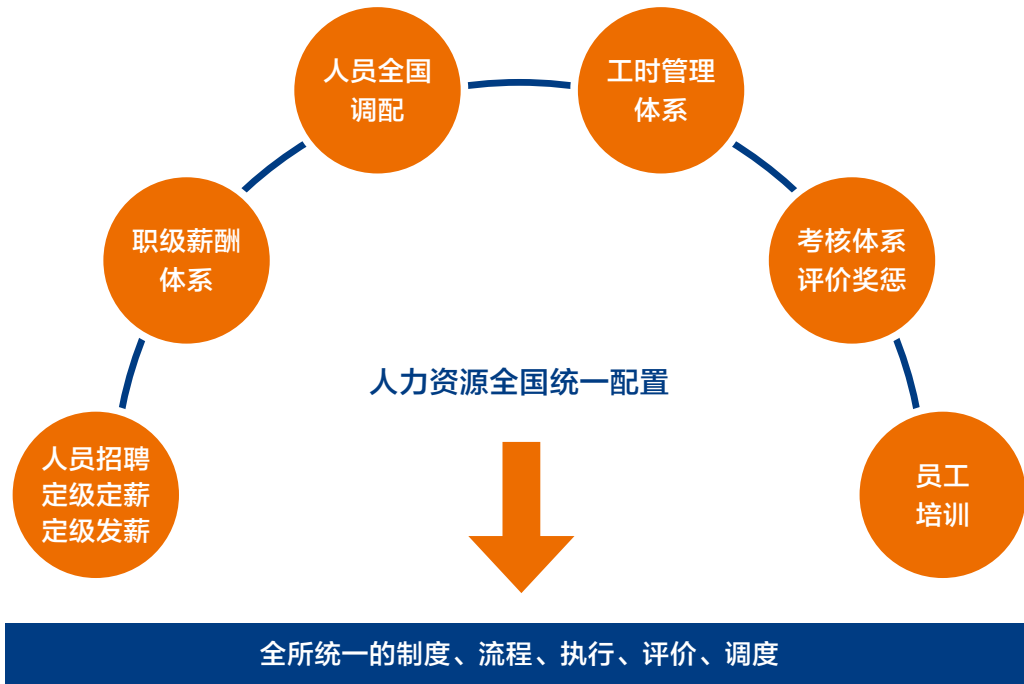 人员全国
调配
工时管理
体系
职级薪酬
体系
考核体系
评价奖惩
人力资源全国统一配置
人员招聘
定级定薪
定级发薪
员工
培训
全所统一的制度、流程、执行、评价、调度